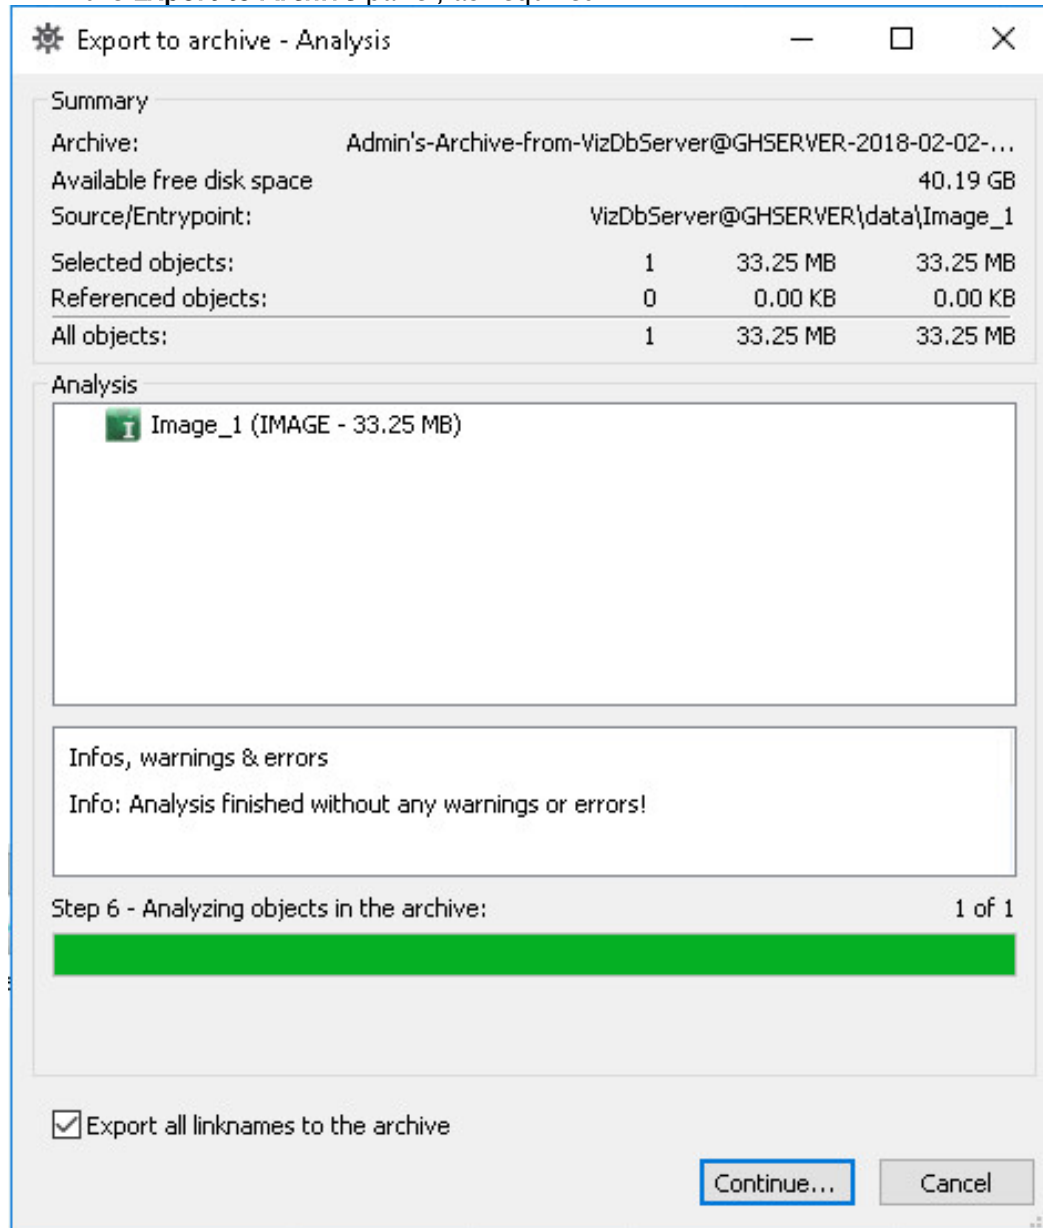 Export to archive - Analysis
Summary
Archive: Admin's-Archive-from-VizDbServer@GHSERVER-2018-02-02-...
Available free disk space 40.19 GB
Source/Entrypoint: VizDbServer@GHSERVER\data\Image_1
Selected objects: 1 33.25 MB 33.25 MB
Referenced objects: 0 0.00 KB 0.00 KB
All objects: 1 33.25 MB 33.25 MB
Analysis
Image_1 (IMAGE - 33.25 MB)
Infos, warnings & errors
Info: Analysis finished without any warnings or errors!
Step 6 - Analyzing objects in the archive: 1 of 1
Export all linknames to the archive
Continue... Cancel